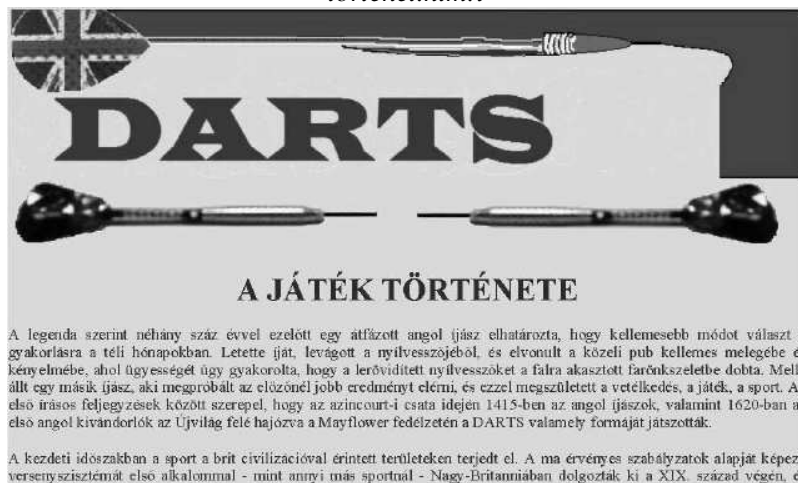 DARTS
A JÁTÉK TÖRTÉNETE
A legenda szerint néhány száz évvel ezelőtt egy átfázott angol íjász elhatározta, hogy kellemesebb módot választ
gyakorlásra a téli hónapokban. Letette íját, levágott a nyílvesszőjéből, és elvonult a közeli pub kellemes melegébe é
kényelmébe, ahol ügyességét úgy gyakorolta, hogy a lerövidített nyílvesszőket a falra akasztott farönkszeletbe dobta. Mell
állt egy másik íjász, aki megpróbált az előzőnél jobb eredményt elérni, és ezzel megszületett a vetélkedés, a játék, a sport. A
első írásos feljegyzések között szerepel, hogy az azincourt-i csata idején 1415-ben az angol íjászok, valamint 1620-ban a
első angol kivándorlók az Újvilág felé hajózva a Mayflower fedélzetén a DARTS valamely formáját játszották.
A kezdeti időszakban a sport a brit civilizációval érintett területeken terjedt el. A ma érvényes szabályzatok alapját képez
versenyszisztémát első alkalommal - mint annyi más sportnál - Nagy-Britanniában dolgozták ki a XIX. század végén, é